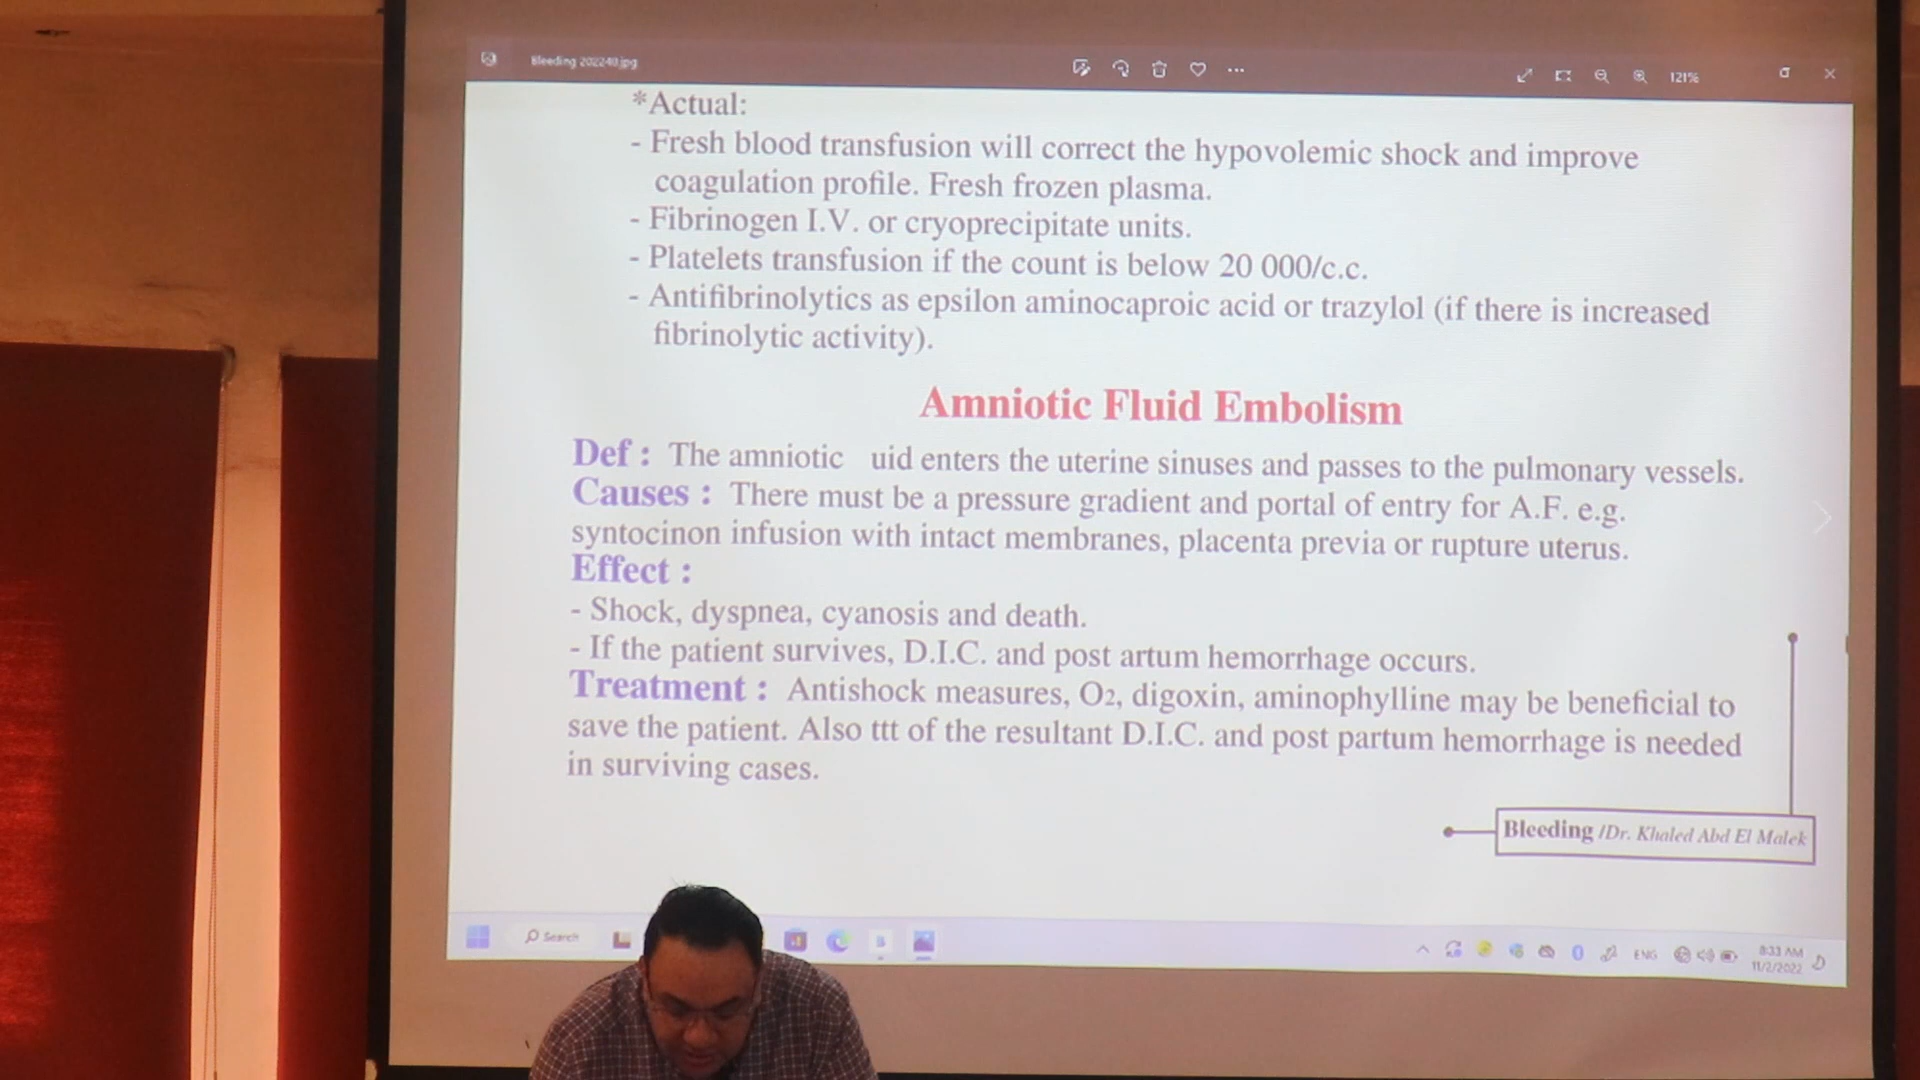 Bleeding 202240.jpg
121%
*Actual:
- Fresh blood transfusion will correct the hypovolemic shock and improve
coagulation profile. Fresh frozen plasma.
- Fibrinogen I.V. or cryoprecipitate units.
- Platelets transfusion if the count is below 20 000/c.c.
- Antifibrinolytics as epsilon aminocaproic acid or trazylol (if there is increased
fibrinolytic activity).
Amniotic Fluid Embolism
Def : The amniotic uid enters the uterine sinuses and passes to the pulmonary vessels.
Causes : There must be a pressure gradient and portal of entry for A.F. e.g.
syntocinon infusion with intact membranes, placenta previa or rupture uterus.
Effect :
- Shock, dyspnea, cyanosis and death.
- If the patient survives, D.I.C. and post artum hemorrhage occurs.
Treatment : Antishock measures, O2, digoxin, aminophylline may be beneficial to
save the patient. Also ttt of the resultant D.I.C. and post partum hemorrhage is needed
in surviving cases.
Bleeding /Dr. Khaled Abd El Malek
Search
ENG
8:33 AM
11/2/2022